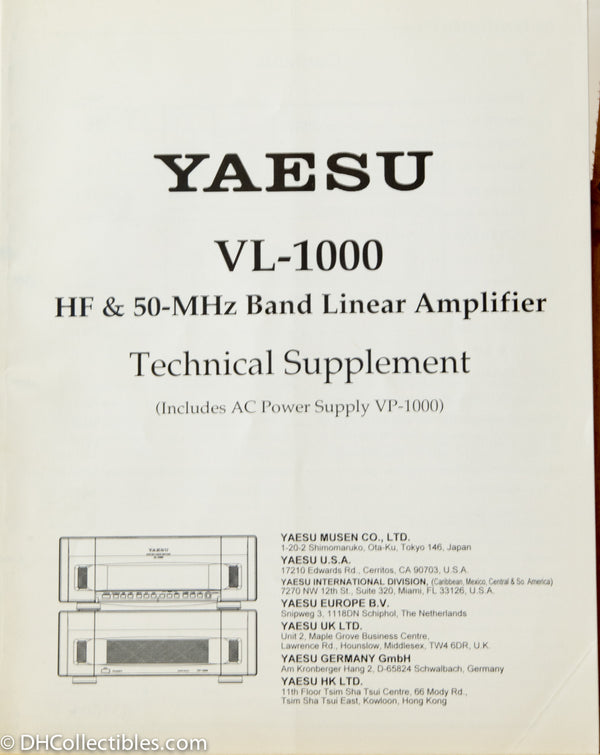 YAESU
VL-1000
HF & 50-MHz Band Linear Amplifier
Technical Supplement
(Includes AC Power Supply VP-1000)
YAESU MUSEN CO., LTD.
1-20-2 Shimomaruko, Ota-Ku, Tokyo 146, Japan
YAESU U.S.A.
17210 Edwards Rd., Cerritos, CA 90703, U.S.A.
YAESU INTERNATIONAL DIVISION, (Caribbean, Mexico, Central & So. America)
7270 NW 12th St., Suite 320, Miami, FL 33126, U.S.A.
YAESU EUROPE B.V.
Snipweg 3, 1118DN Schiphol, The Netherlands
YAESU UK LTD.
Unit 2, Maple Grove Business Centre,
Lawrence Rd., Hounslow, Middlesex, TW4 6DR, U.K.
YAESU GERMANY GmbH
Am Kronberger Hang 2, D-65824 Schwalbach, Germany
YAESU HK LTD.
11th Floor Tsim Sha Tsui Centre, 66 Mody Rd.,
Tsim Sha Tsui East, Kowloon, Hong Kong
YAESU
© DHCollectibles.com